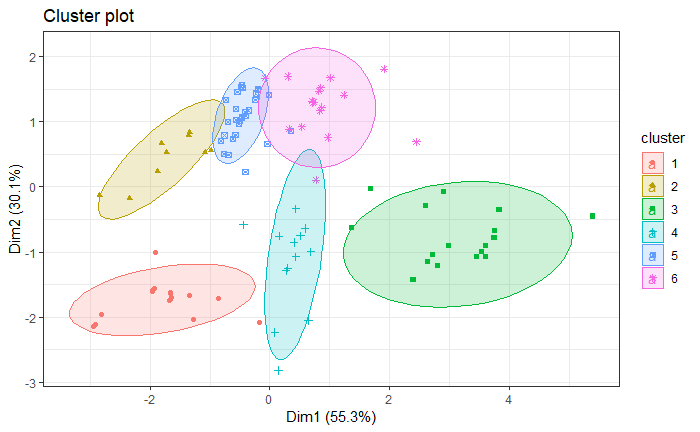 Cluster plot
2
1
0
-1
-2
-3
Dim2 (30.1%)
-2
0
2
4
Dim1 (55.3%)
cluster
a 1
a 2
a 3
a 4
a 5
a 6